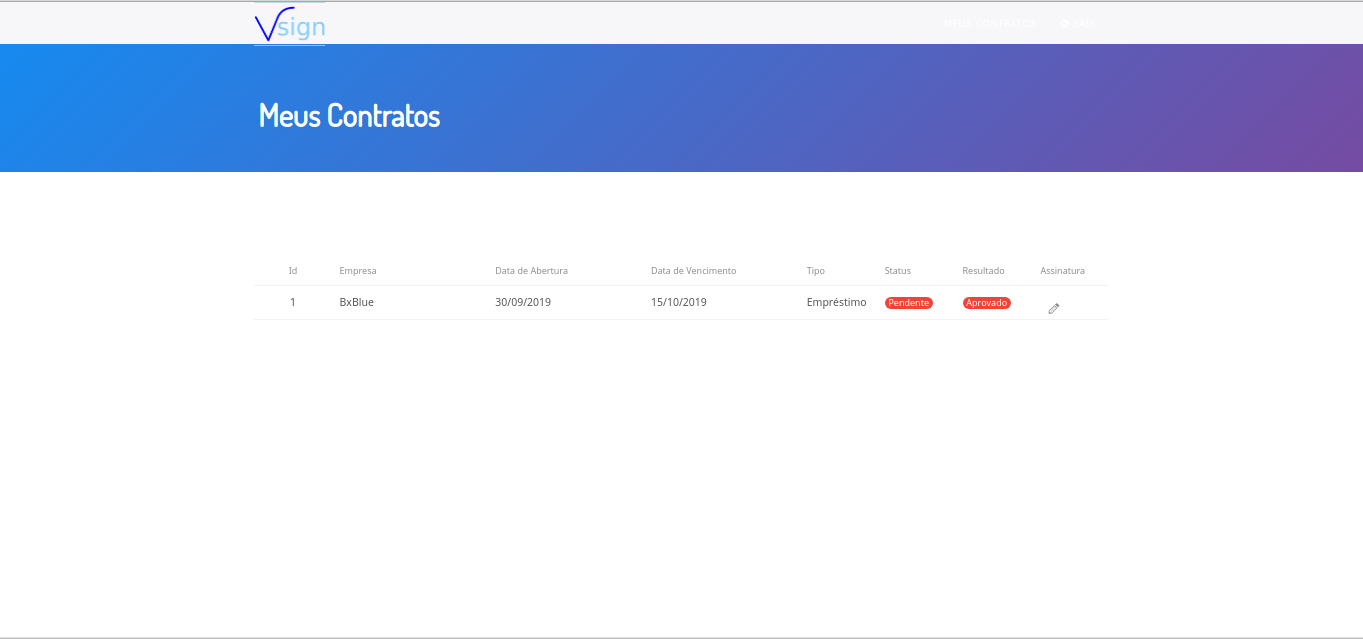 Vsign
MEUS CONTRATOS SAIR
Meus Contratos
Id Empresa Data de Abertura Data de Vencimento Tipo Status Resultado Assinatura
1 BxBlue 30/09/2019 15/10/2019 Empréstimo Pendente Aprovado